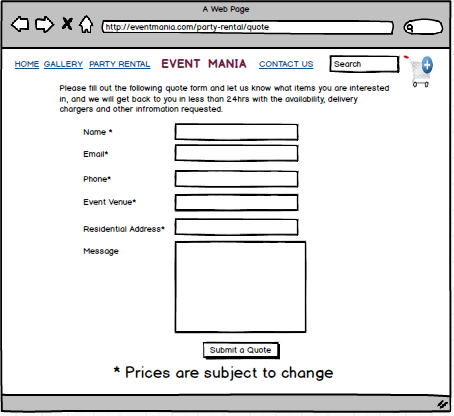 A Web Page
http://eventmania.com/party-rental/quote
HOME GALLERY PARTY RENTAL EVENT MANIA CONTACT US Search
Please fill out the following quote form and let us know what items you are interested
in, and we will get back to you in less than 24hrs with the availability, delivery
chargers and other infromation requested.
Name *
Email*
Phone*
Event Venue*
Residential Address*
Message
Submit a Quote
* Prices are subject to change